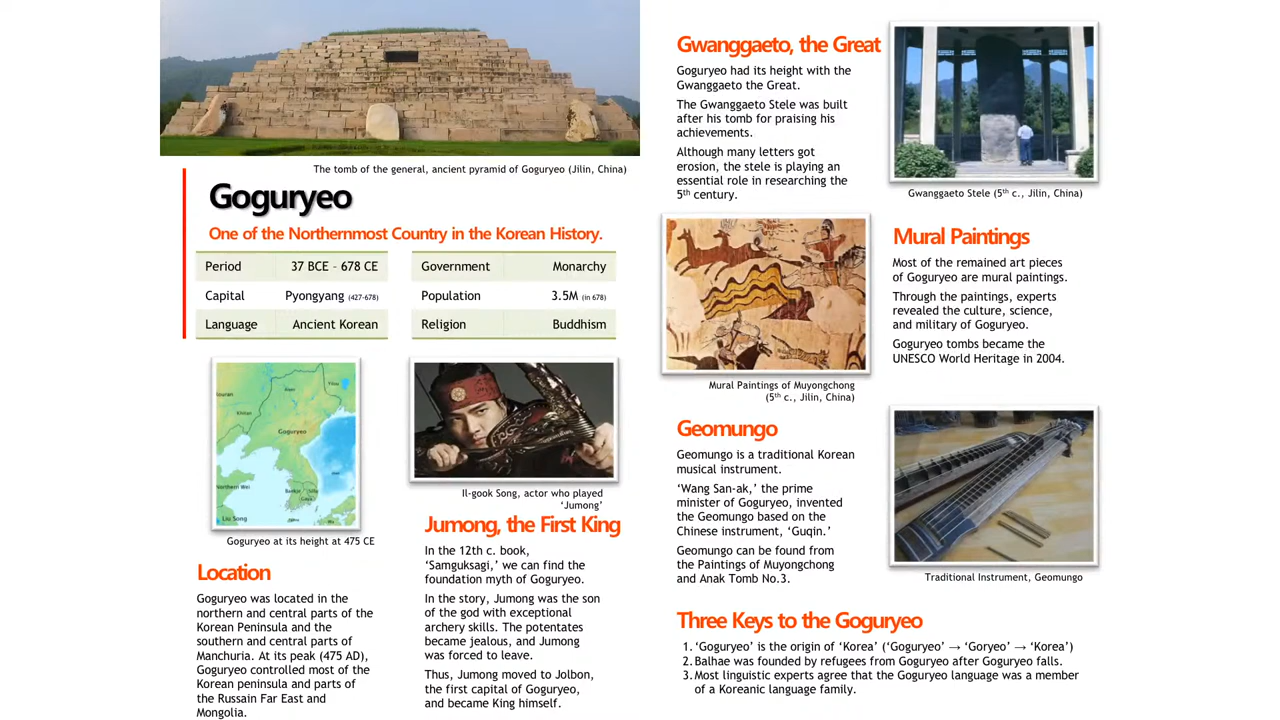 The tomb of the general, ancient pyramid of Goguryeo (Jilin, China)
Goguryeo
One of the Northernmost Country in the Korean History.
Period 37 BCE – 678 CE
Capital Pyongyang (427-678)
Language Ancient Korean
Government Monarchy
Population 3.5M (in 678)
Religion Buddhism
Goguryeo
Northern Wei
Liu Song
Goguryeo at its height at 475 CE
Location
Goguryeo was located in the
northern and central parts of the
Korean Peninsula and the
southern and central parts of
Manchuria. At its peak (475 AD),
Goguryeo controlled most of the
Korean peninsula and parts of
the Russain Far East and
Mongolia.
Il-gook Song, actor who played
‘Jumong’
Jumong, the First King
In the 12th c. book,
‘Samguksagi,’ we can find the
foundation myth of Goguryeo.
In the story, Jumong was the son
of the god with exceptional
archery skills. The potentates
became jealous, and Jumong
was forced to leave.
Thus, Jumong moved to Jolbon,
the first capital of Goguryeo,
and became King himself.
Gwanggaeto, the Great
Goguryeo had its height with the
Gwanggaeto the Great.
The Gwanggaeto Stele was built
after his tomb for praising his
achievements.
Although many letters got
erosion, the stele is playing an
essential role in researching the
5th century.
Gwanggaeto Stele (5th c., Jilin, China)
Mural Paintings of Muyongchong
(5th c., Jilin, China)
Mural Paintings
Most of the remained art pieces
of Goguryeo are mural paintings.
Through the paintings, experts
revealed the culture, science,
and military of Goguryeo.
Goguryeo tombs became the
UNESCO World Heritage in 2004.
Geomungo
Geomungo is a traditional Korean
musical instrument.
‘Wang San-ak,’ the prime
minister of Goguryeo, invented
the Geomungo based on the
Chinese instrument, ‘Guqin.’
Geomungo can be found from
the Paintings of Muyongchong
and Anak Tomb No.3.
Traditional Instrument, Geomungo
Three Keys to the Goguryeo
1. ‘Goguryeo’ is the origin of ‘Korea’ (‘Goguryeo’ → ‘Goryeo’ → ‘Korea’)
2. Balhae was founded by refugees from Goguryeo after Goguryeo falls.
3. Most linguistic experts agree that the Goguryeo language was a member
of a Koreanic language family.